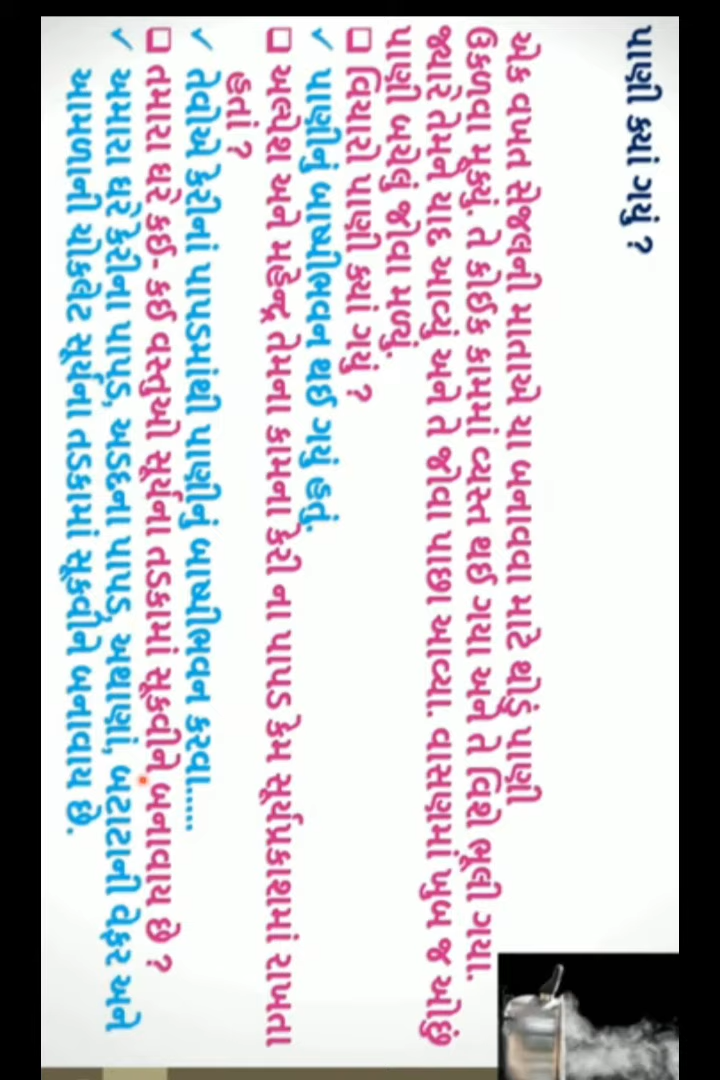 પાણી ક્યાં ગયું ?
એક વખત સેજલની માતાએ ચા બનાવવા માટે થોડું પાણી
ઉકળવા મૂક્યું. તે કોઈક કામમાં વ્યસ્ત થઈ ગયા અને તે વિશે ભૂલી ગયા.
જ્યારે તેમને યાદ આવ્યું અને તે જોવા પાછા આવ્યા. વાસણમાં ખુબ જ ઓછું
પાણી બચેલું જોવા મળ્યું.
❑ વિચારો પાણી ક્યાં ગયું ?
✓ પાણીનું બાષ્પીભવન થઈ ગયું હતું.
❑ અલ્પેશ અને મહેન્દ્ર તેમના કામના કેરી ના પાપડ કેમ સૂર્યપ્રકાશમાં રાખતા
હતાં ?
✓ તેવોએ કેરીનાં પાપડમાંથી પાણીનું બાષ્પીભવન કરવા.....
❑ તમારા ઘરે કઈ- કઈ વસ્તુઓ સૂર્યના તડકામાં સૂકવીને બનાવાય છે ?
✓ અમારા ઘરે કેરીના પાપડ, અડદના પાપડ, અથાણાં, બટાટાની વેફર અને
આમળાની ચોકલેટ સૂર્યના તડકામાં સૂકવીને બનાવાય છે.